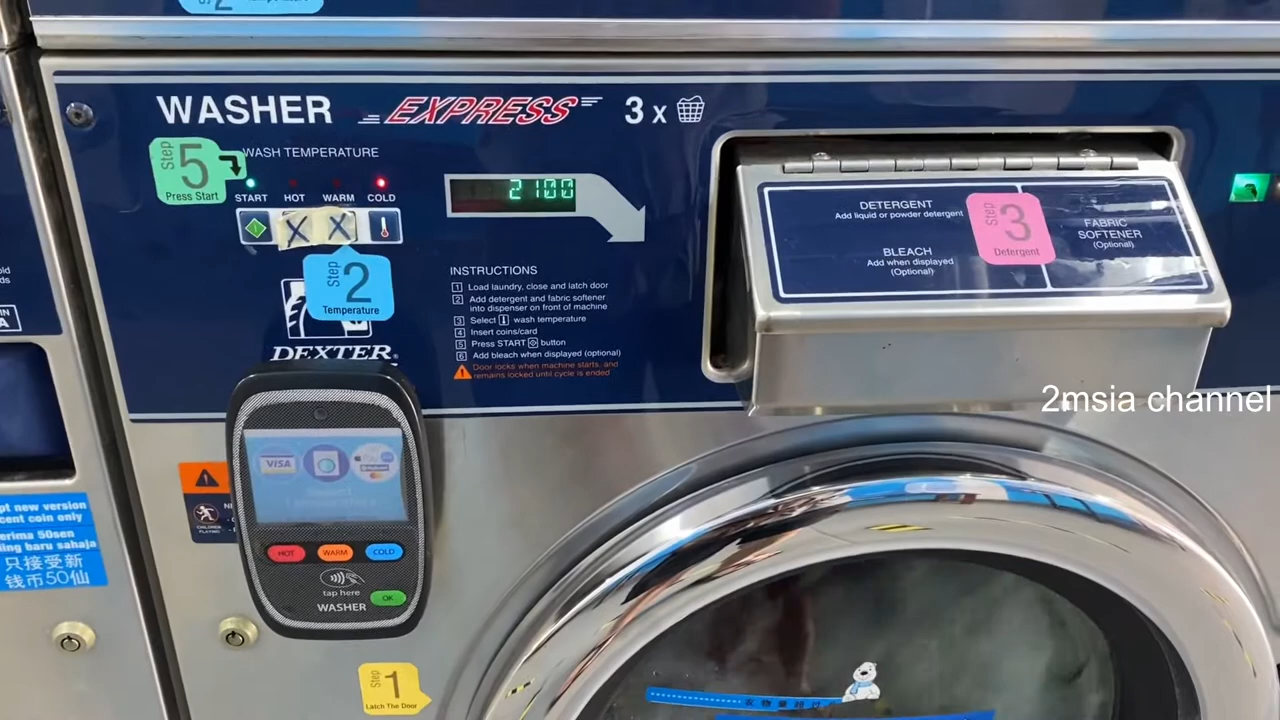 WASHER EXPRESS 3 x
Step 5
Press Start
WASH TEMPERATURE
START HOT WARM COLD
X X
2100
Step 2
Temperature
DEXTER
INSTRUCTIONS
1 Load laundry, close and latch door
2 Add detergent and fabric softener
into dispenser on front of machine
3 Select wash temperature
4 Insert coins/card
5 Press START button
6 Add bleach when displayed (optional)
Door locks when machine starts, and
remains locked until cycle is ended
DETERGENT
Add liquid or powder detergent
BLEACH
Add when displayed
(Optional)
Step 3
Detergent
FABRIC
SOFTENER
(Optional)
2msia channel
VISA
HOT WARM COLD
tap here
OK
WASHER
CHILDREN
PLAYING
new version
coin only
50sen
baru sahaja
只接受新
钱币50仙
Step 1
Latch The Door